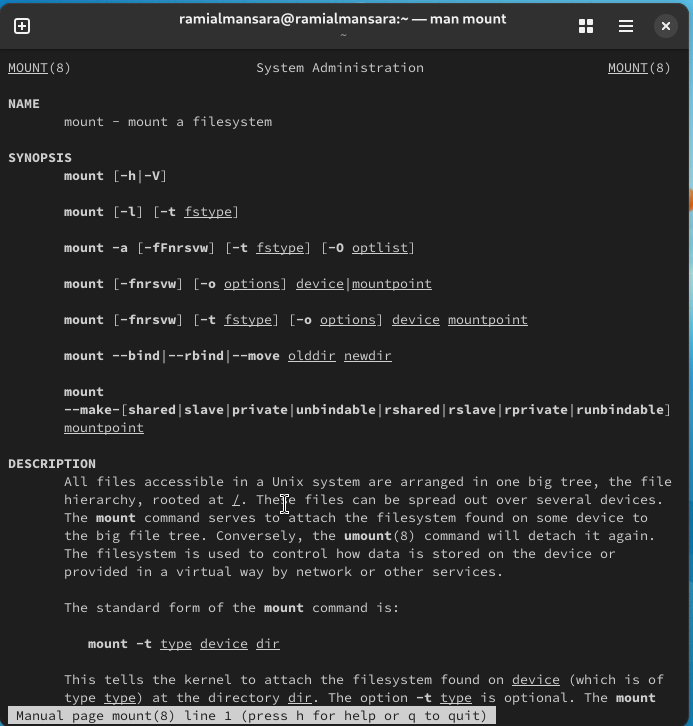 ramialmansara@ramialmansara:~ — man mount
~
MOUNT(8) System Administration MOUNT(8)
NAME
mount - mount a filesystem
SYNOPSIS
mount [-h|-V]
mount [-l] [-t fstype]
mount -a [-fFnrsvw] [-t fstype] [-O optlist]
mount [-fnrsvw] [-o options] device|mountpoint
mount [-fnrsvw] [-t fstype] [-o options] device mountpoint
mount --bind|--rbind|--move olddir newdir
mount
--make-[shared|slave|private|unbindable|rshared|rslave|rprivate|runbindable]
mountpoint
DESCRIPTION
All files accessible in a Unix system are arranged in one big tree, the file
hierarchy, rooted at /. These files can be spread out over several devices.
The mount command serves to attach the filesystem found on some device to
the big file tree. Conversely, the umount(8) command will detach it again.
The filesystem is used to control how data is stored on the device or
provided in a virtual way by network or other services.
The standard form of the mount command is:
mount -t type device dir
This tells the kernel to attach the filesystem found on device (which is of
type type) at the directory dir. The option -t type is optional. The mount
Manual page mount(8) line 1 (press h for help or q to quit)